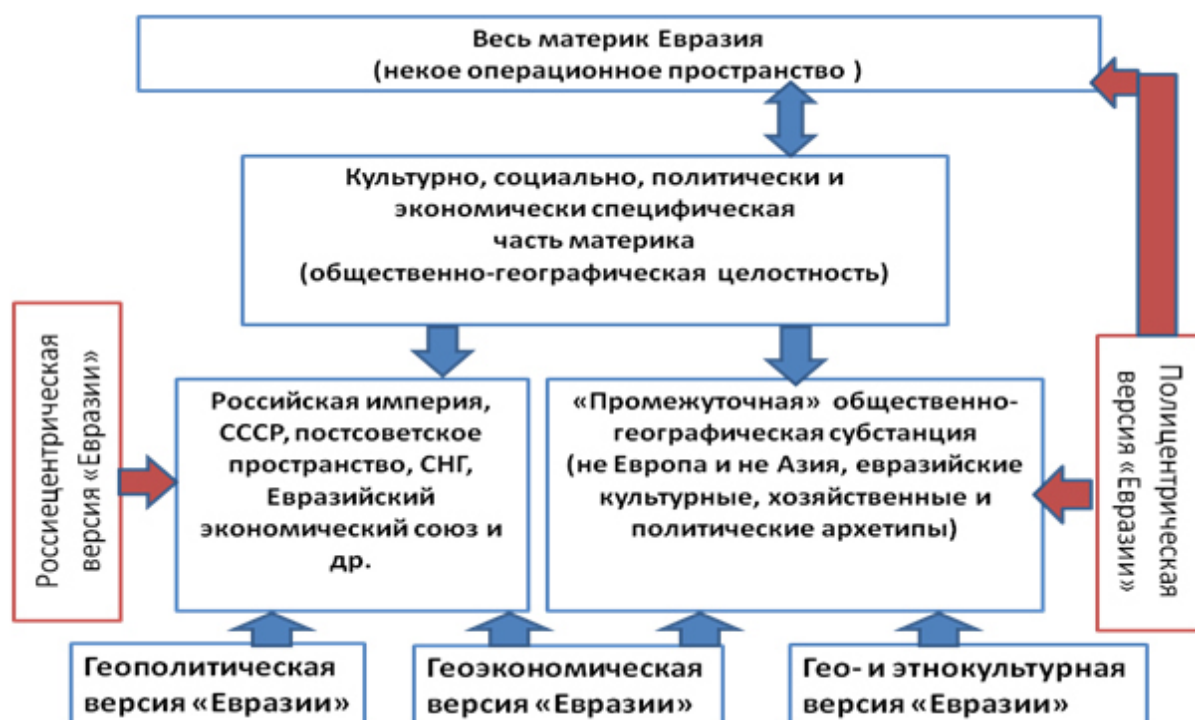 Весь материк Евразия
(некое операционное пространство )
Культурно, социально, политически и
экономически специфическая
часть материка
(общественно-географическая целостность)
Россиецентрическая
версия «Евразии»
Российская империя,
СССР, постсоветское
пространство, СНГ,
Евразийский
экономический союз и
др.
«Промежуточная» общественно-
географическая субстанция
(не Европа и не Азия, евразийские
культурные, хозяйственные и
политические архетипы)
Полицентрическая
версия «Евразии»
Геополитическая
версия «Евразии»
Геоэкономическая
версия «Евразии»
Гео- и этнокультурная
версия «Евразии»